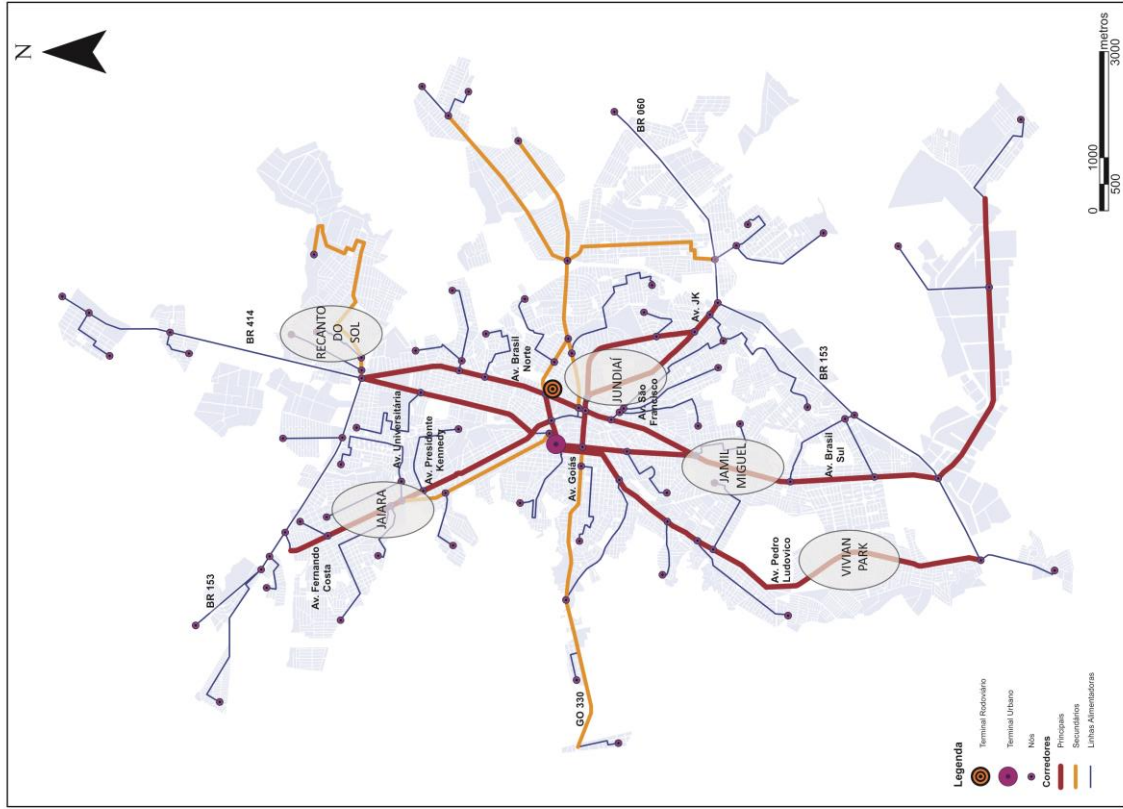 N
BR 414
RECANTO
DO
SOL
BR 153
Av. Universitária
Av. Presidente
Kennedy
JAIARA
Av. Fernando
Costa
Av. Brasil
Norte
BR 060
Av. JK
JUNDIAÍ
Av. São
Francisco
Av. Goiás
GO 330
JAMIL
MIGUEL
BR 153
Av. Brasil
Sul
Av. Pedro
Ludovico
VIVIAN
PARK
Legenda
Terminal Rodoviário
Terminal Urbano
Nós
Corredores
Principais
Secundários
Linhas Alimentadoras
0 1000 3000
500 metros